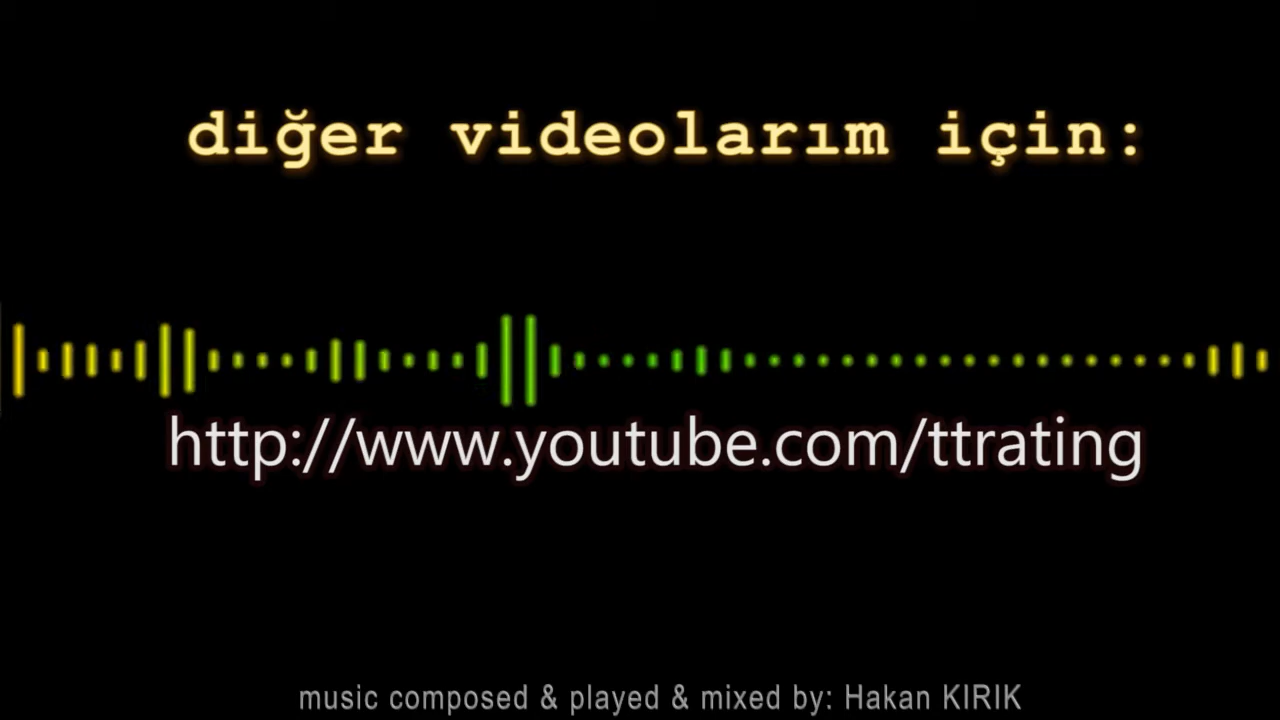 diğer videolarım için:
http://www.youtube.com/ttrating
music composed & played & mixed by: Hakan KIRIK